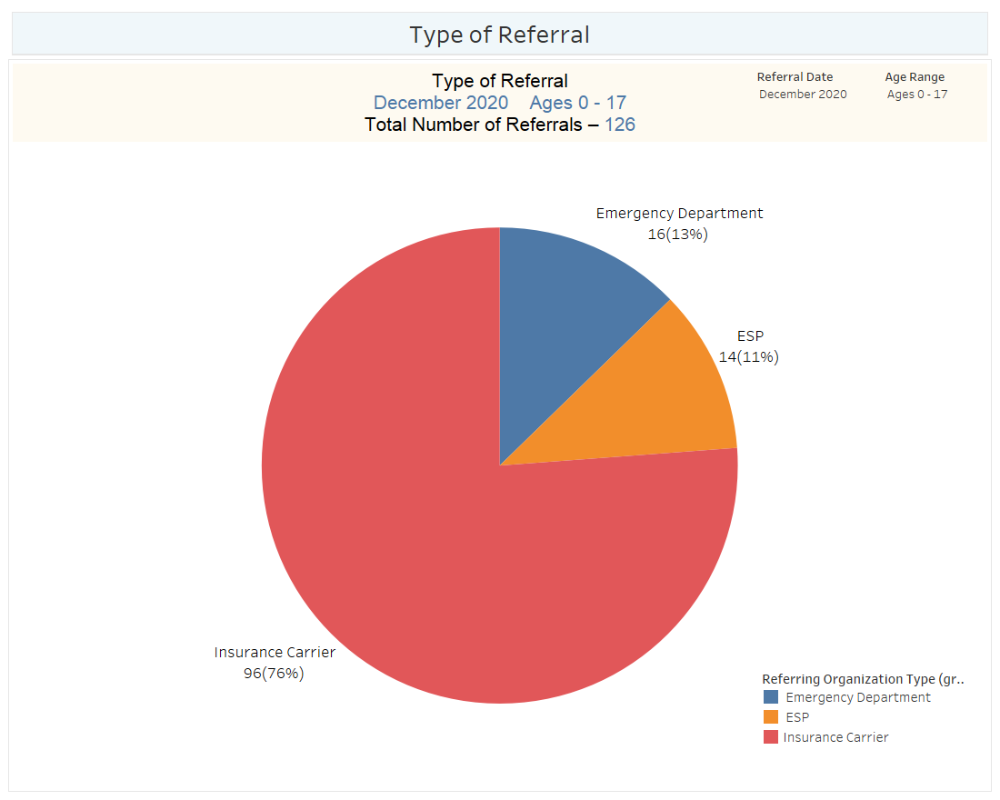 Type of Referral
Type of Referral
December 2020 Ages 0 - 17
Total Number of Referrals – 126
Referral Date
December 2020
Age Range
Ages 0 - 17
Emergency Department
16(13%)
ESP
14(11%)
Insurance Carrier
96(76%)
Referring Organization Type (gr..
Emergency Department
ESP
Insurance Carrier